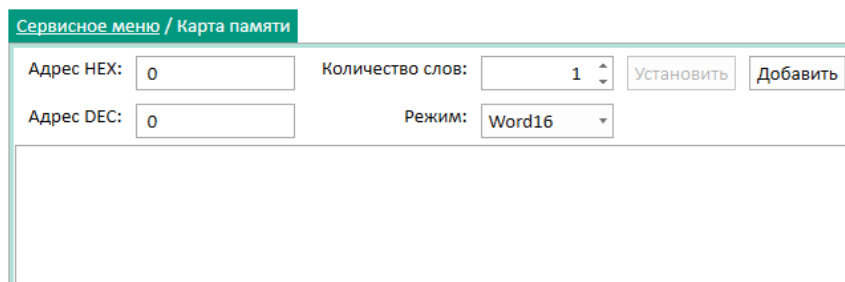 Сервисное меню / Карта памяти
Адрес HEX: 0 Количество слов: 1 Установить Добавить
Адрес DEC: 0 Режим: Word16